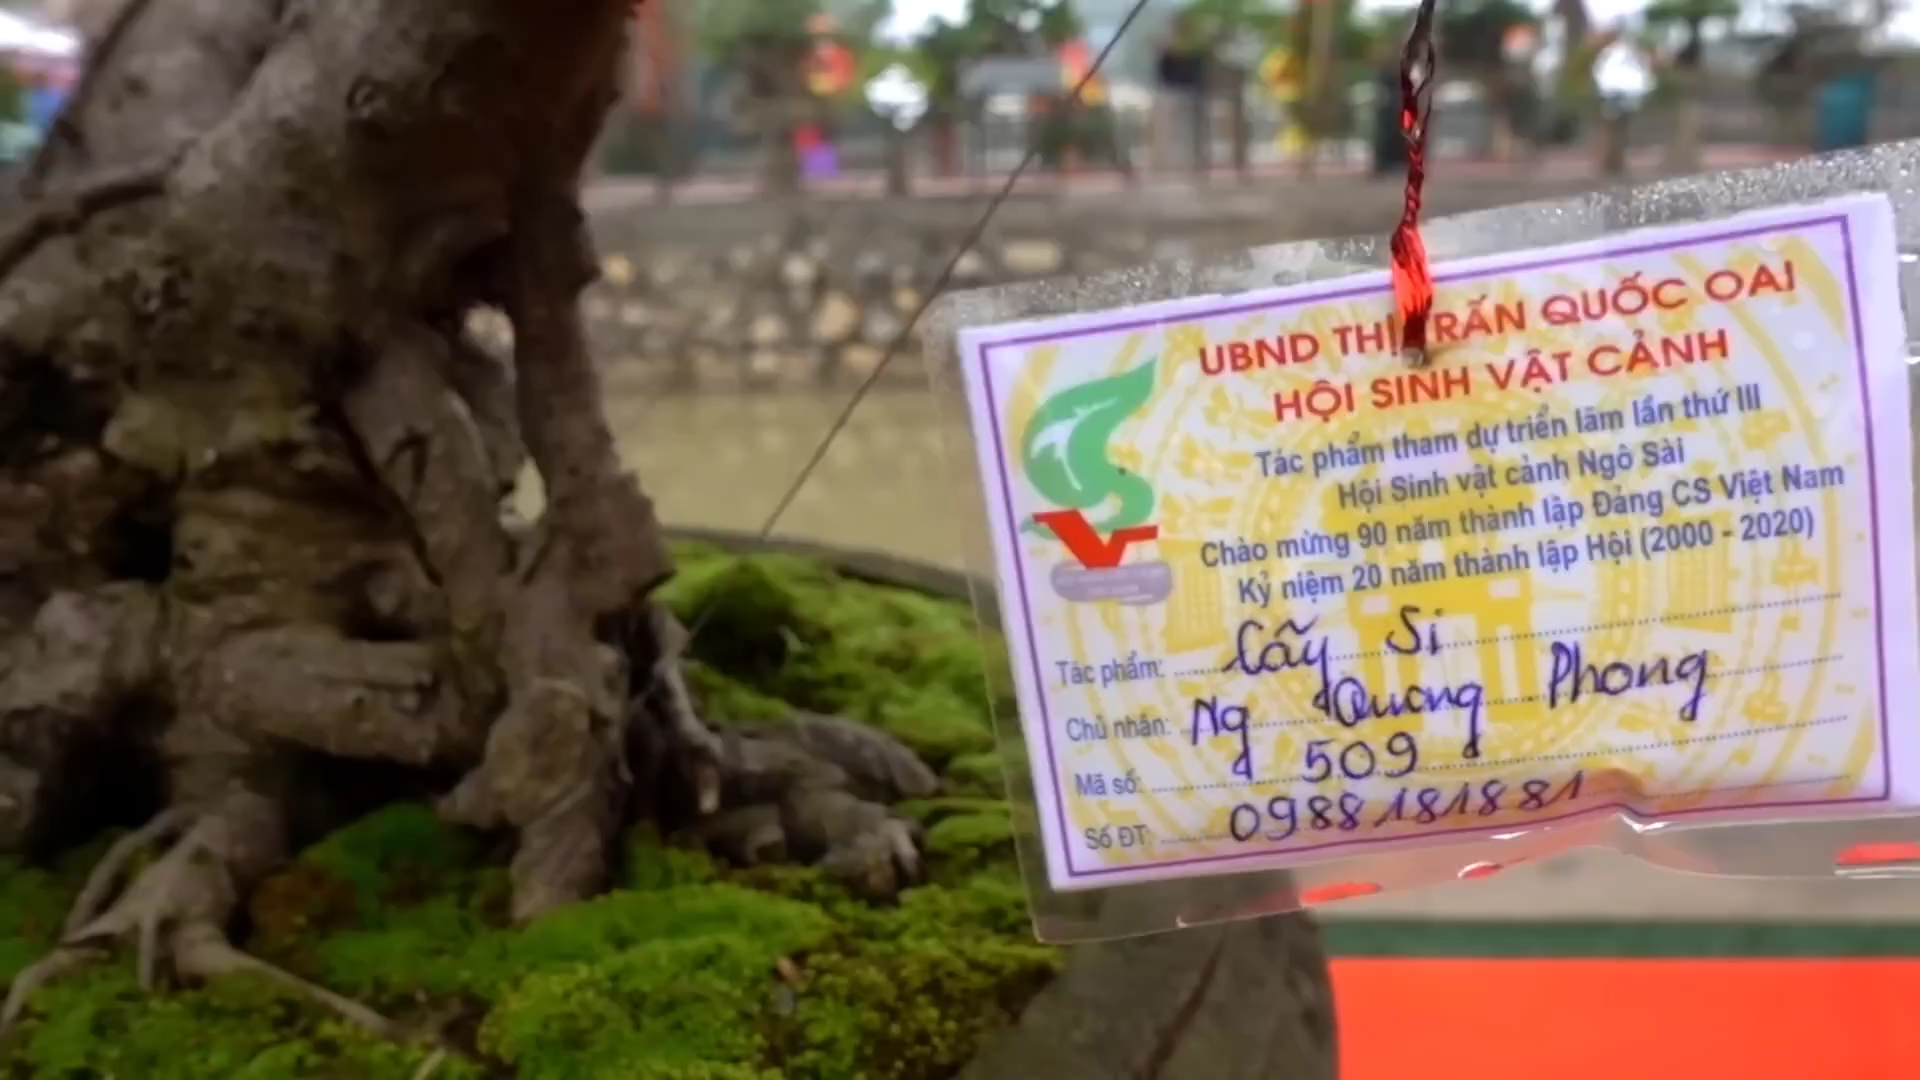 UBND THỊ TRẤN QUỐC OAI
HỘI SINH VẬT CẢNH
Tác phẩm tham dự triển lãm lần thứ III
Hội Sinh vật cảnh Ngô Sài
Chào mừng 90 năm thành lập Đảng CS Việt Nam
Kỷ niệm 20 năm thành lập Hội (2000 - 2020)
Tác phẩm: Cây Si
Chủ nhân: Ng Quang Phong
Mã số: 509
Số ĐT: 0988181881